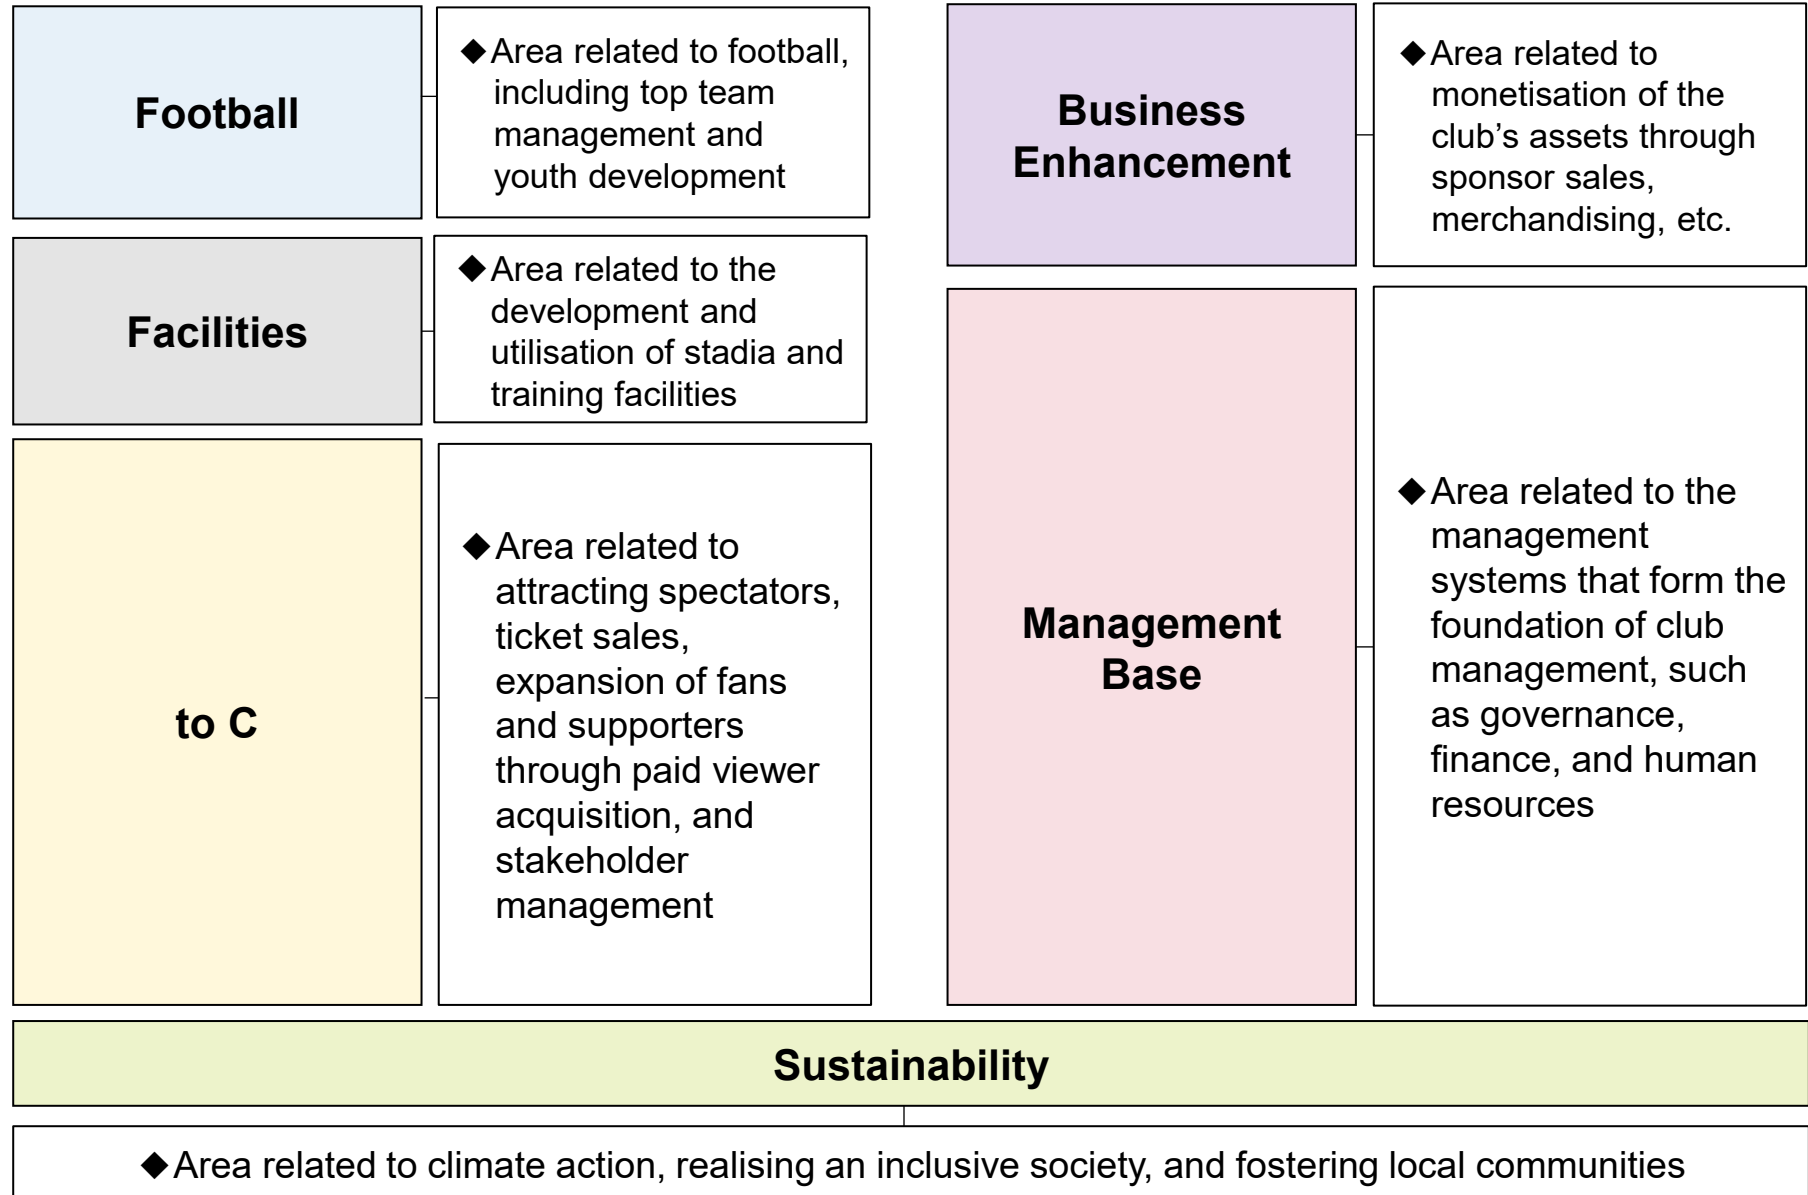 Football
◆Area related to football,
including top team
management and
youth development
Facilities
◆Area related to the
development and
utilisation of stadia and
training facilities
to C
◆Area related to
attracting spectators,
ticket sales,
expansion of fans
and supporters
through paid viewer
acquisition, and
stakeholder
management
Business
Enhancement
◆Area related to
monetisation of the
club’s assets through
sponsor sales,
merchandising, etc.
Management
Base
◆Area related to the
management
systems that form the
foundation of club
management, such
as governance,
finance, and human
resources
Sustainability
◆Area related to climate action, realising an inclusive society, and fostering local communities